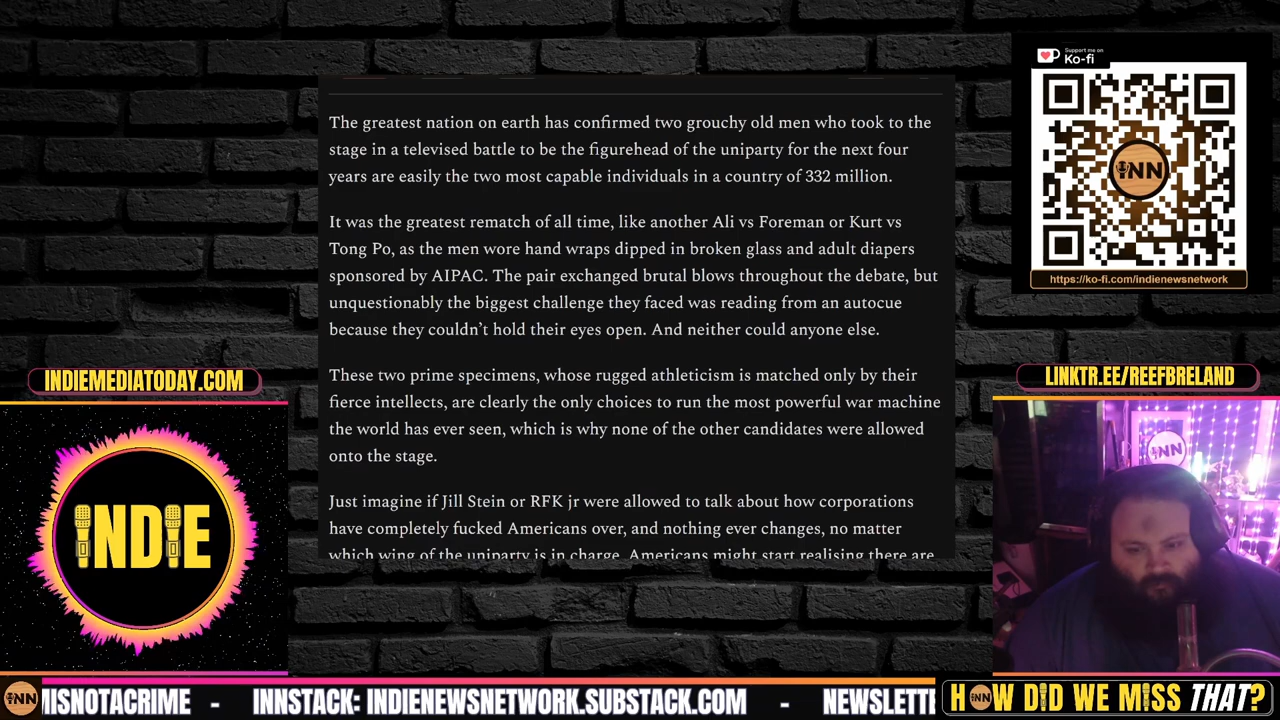 Support me on
Ko-fi
iNN
https://ko-fi.com/indienewsnetwork
The greatest nation on earth has confirmed two grouchy old men who took to the
stage in a televised battle to be the figurehead of the uniparty for the next four
years are easily the two most capable individuals in a country of 332 million.
It was the greatest rematch of all time, like another Ali vs Foreman or Kurt vs
Tong Po, as the men wore hand wraps dipped in broken glass and adult diapers
sponsored by AIPAC. The pair exchanged brutal blows throughout the debate, but
unquestionably the biggest challenge they faced was reading from an autocue
because they couldn’t hold their eyes open. And neither could anyone else.
These two prime specimens, whose rugged athleticism is matched only by their
fierce intellects, are clearly the only choices to run the most powerful war machine
the world has ever seen, which is why none of the other candidates were allowed
onto the stage.
Just imagine if Jill Stein or RFK jr were allowed to talk about how corporations
have completely fucked Americans over, and nothing ever changes, no matter
which wing of the uniparty is in charge. Americans might start realising there are
INDIEMEDIATODAY.COM
LINKTR.EE/REEFBRELAND
iNDiE
iNN
iNN
MISNOTACRIME - INSTACK: INDIENEWSNETWORK.SUBSTACK.COM - NEWSLETTE
HOW DiD WE MiSS THAT?